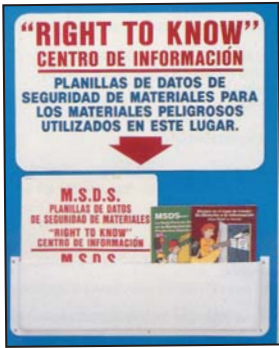 "RIGHT TO KNOW"
CENTRO DE INFORMACIÓN
PLANILLAS DE DATOS DE
SEGURIDAD DE MATERIALES PARA
LOS MATERIALES PELIGROSOS
UTILIZADOS EN ESTE LUGAR.
M.S.D.S.
PLANILLAS DE DATOS
DE SEGURIDAD DE MATERIALES
"RIGHT TO KNOW"
CENTRO DE INFORMACIÓN
M S D S
MSDS